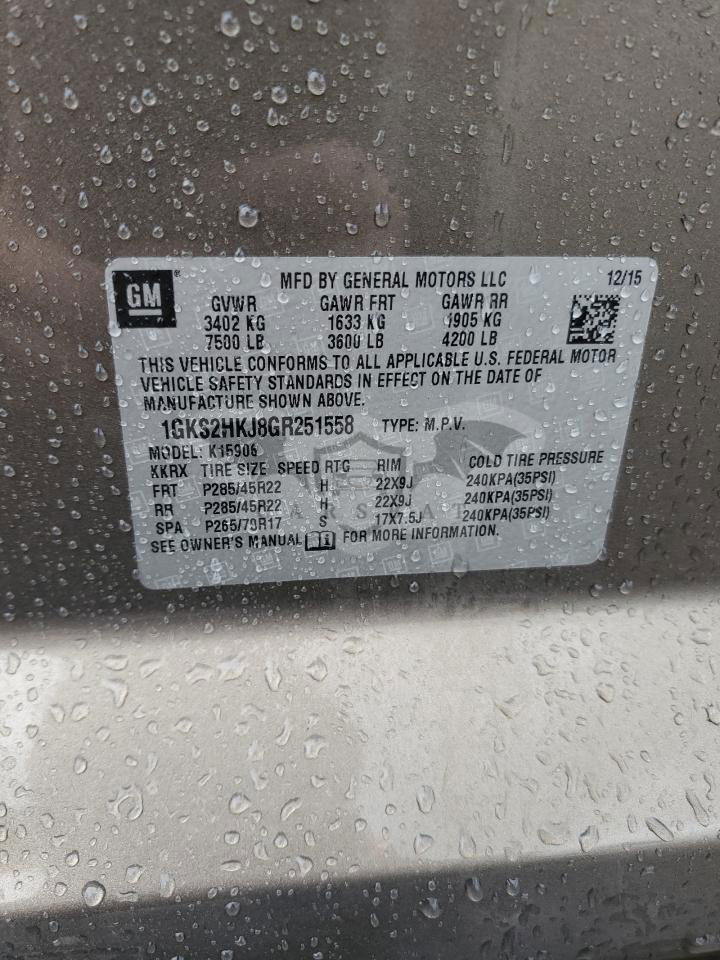 GM ®
MFD BY GENERAL MOTORS LLC 12/15
GVWR GAWR FRT GAWR RR
3402 KG 1633 KG 1905 KG
7500 LB 3600 LB 4200 LB
THIS VEHICLE CONFORMS TO ALL APPLICABLE U.S. FEDERAL MOTOR
VEHICLE SAFETY STANDARDS IN EFFECT ON THE DATE OF
MANUFACTURE SHOWN ABOVE.
1GKS2HKJ8GR251558 TYPE: M.P.V.
MODEL: K15906
KKRX TIRE SIZE SPEED RTG RIM COLD TIRE PRESSURE
FRT P285/45R22 H 22X9J 240KPA(35PSI)
RR P285/45R22 H 22X9J 240KPA(35PSI)
SPA P265/70R17 S 17X7.5J 240KPA(35PSI)
SEE OWNER'S MANUAL FOR MORE INFORMATION.